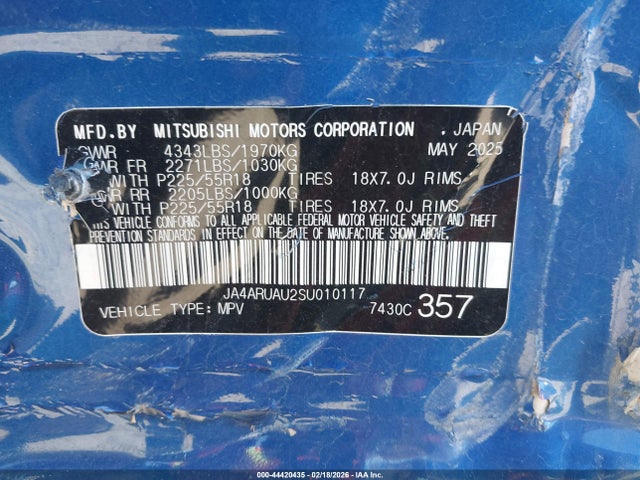 MFD.BY MITSUBISHI MOTORS CORPORATION . JAPAN
GVWR 4343LBS/1970KG MAY 2025
GAWR FR 2271LBS/1030KG
WITH P225/55R18 TIRES 18X7.0J RIMS
GAWR RR 2205LBS/1000KG
WITH P225/55R18 TIRES 18X7.0J RIMS
THIS VEHICLE CONFORMS TO ALL APPLICABLE FEDERAL MOTOR VEHICLE SAFETY AND THEFT
PREVENTION STANDARDS IN EFFECT ON THE DATE OF MANUFACTURE SHOWN ABOVE.
JA4ARUAU2SU010117
VEHICLE TYPE: MPV 7430C 357
000-44420435 - 02/18/2026 - IAA Inc.